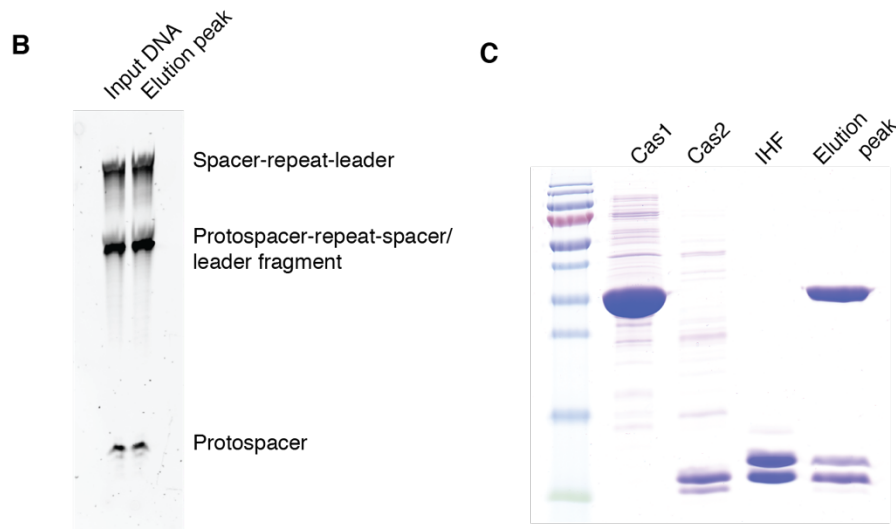 B
Input DNA
Elution peak
Spacer-repeat-leader
Protospacer-repeat-spacer/
leader fragment
Protospacer
C
Cas1
Cas2
IHF
Elution
peak